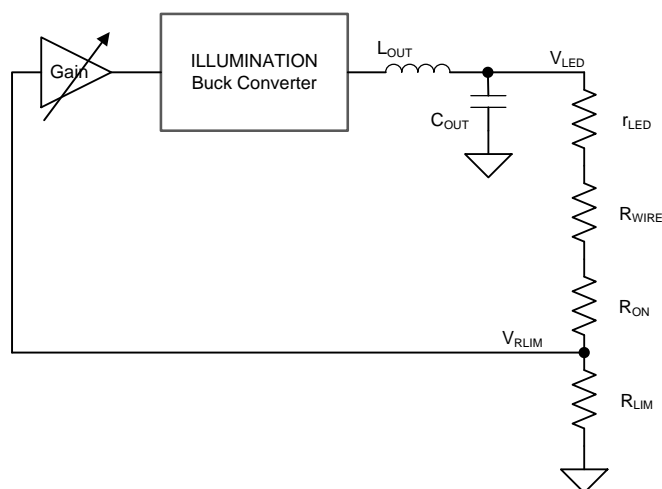 Gain
ILLUMINATION
Buck Converter
LOUT
COUT
VLED
rLED
RWIRE
RON
VRLIM
RLIM